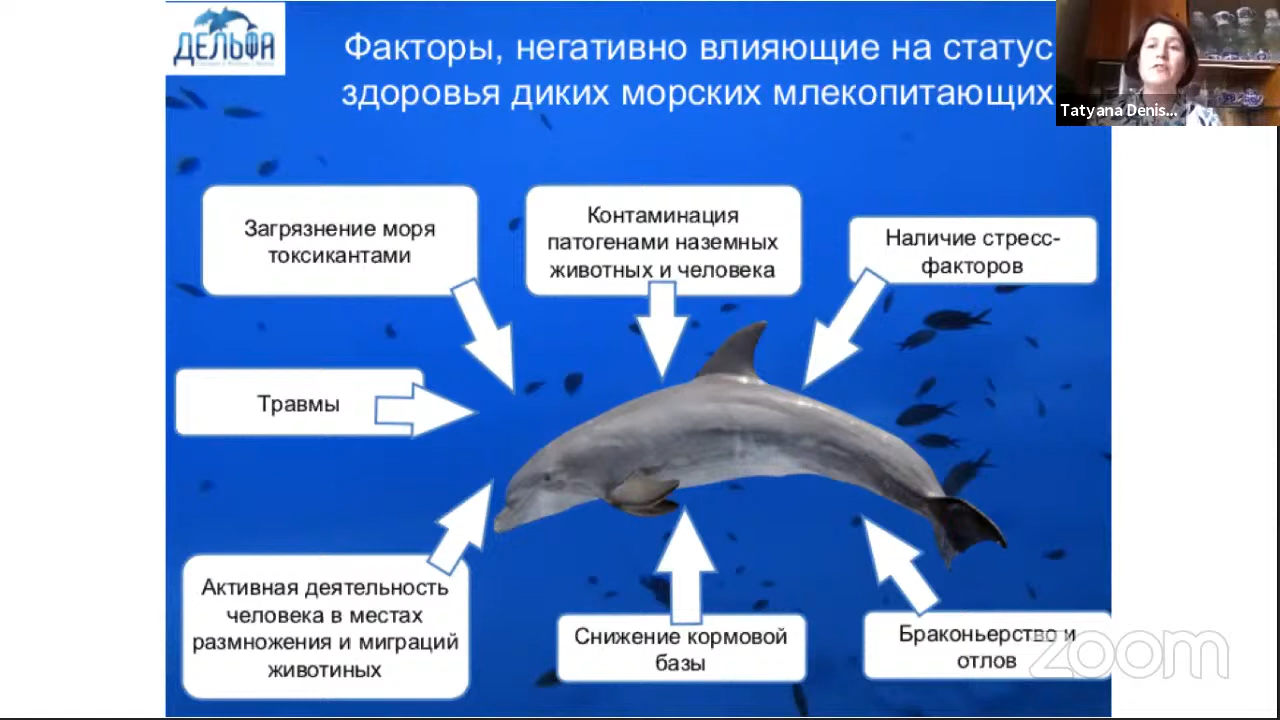 ДЕЛЬФА
Факторы, негативно влияющие на статус
здоровья диких морских млекопитающих
Tatyana Denis...
Загрязнение моря
токсикантами
Контаминация
патогенами наземных
животных и человека
Наличие стресс-
факторов
Травмы
Активная деятельность
человека в местах
размножения и миграций
животиных
Снижение кормовой
базы
Браконьерство и
отлов
zoom